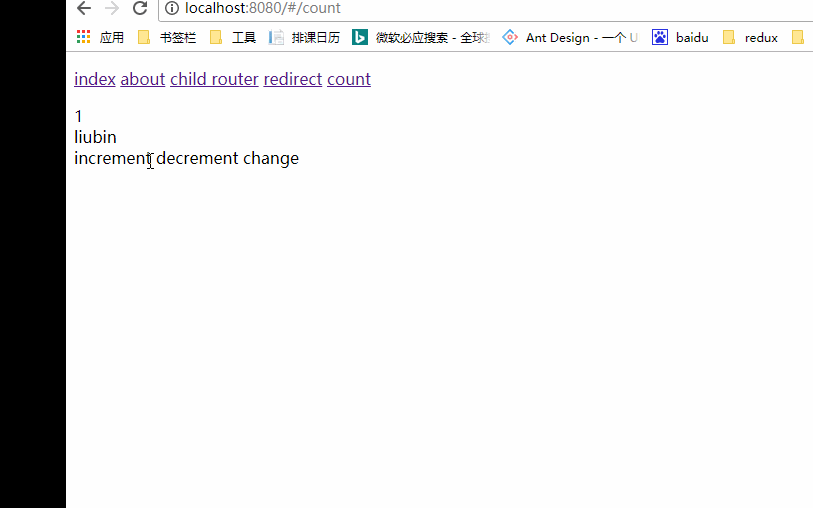 localhost:8080/#/count
应用 书签栏 工具 排课日历 微软必应搜索 - 全球 Ant Design - 一个 U baidu redux
index about child router redirect count
1
liubin
increment decrement change